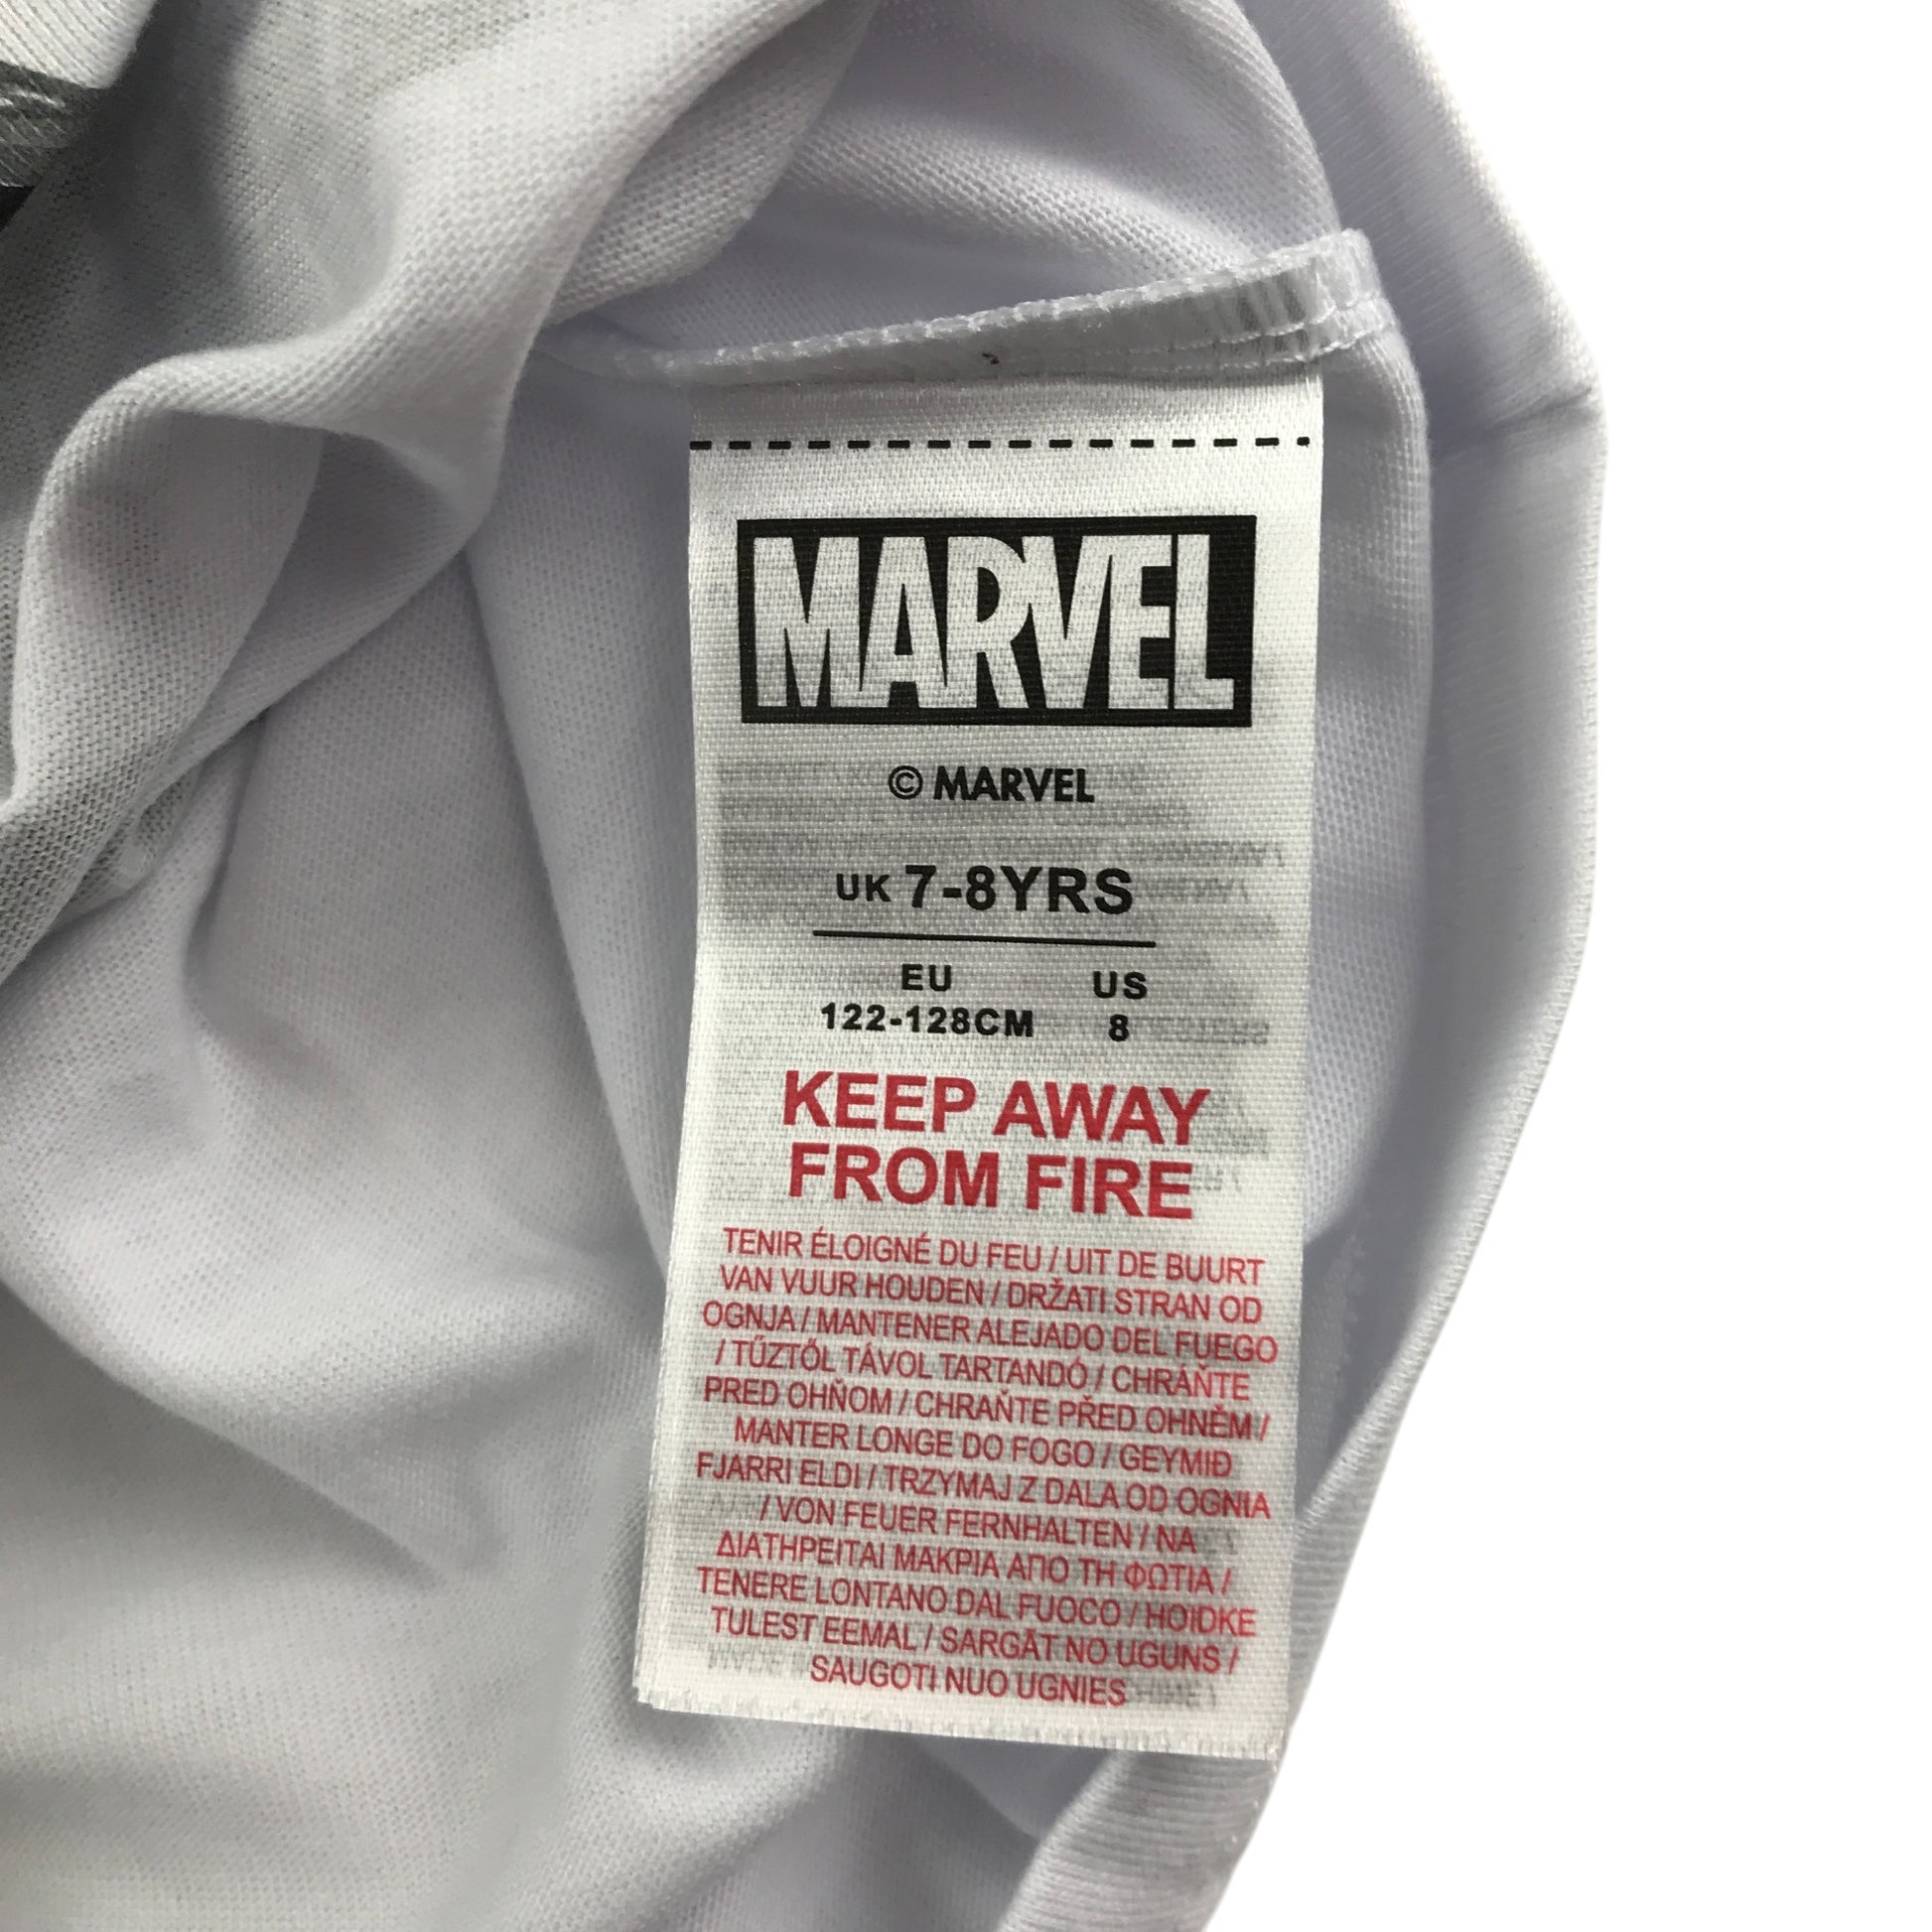 MARVEL
© MARVEL
UK 7-8YRS
EU US
122-128CM 8
KEEP AWAY
FROM FIRE
TENIR ÉLOIGNÉ DU FEU / UIT DE BUURT
VAN VUUR HOUDEN / DRŽATI STRAN OD
OGNJA / MANTENER ALEJADO DEL FUEGO
/ TŰZTŐL TÁVOL TARTANDÓ / CHRÁŇTE
PRED OHŇOM / CHRAŇTE PŘED OHNĚM /
MANTER LONGE DO FOGO / GEYMIÐ
FJARRI ELDI / TRZYMAJ Z DALA OD OGNIA
/ VON FEUER FERNHALTEN / ΝΑ
ΔΙΑΤΗΡΕΙΤΑΙ ΜΑΚΡΙΑ ΑΠΟ ΤΗ ΦΩΤΙΑ /
TENERE LONTANO DAL FUOCO / HOIDKE
TULEST EEMAL / SARGĀT NO UGUNS /
SAUGOTI NUO UGNIES